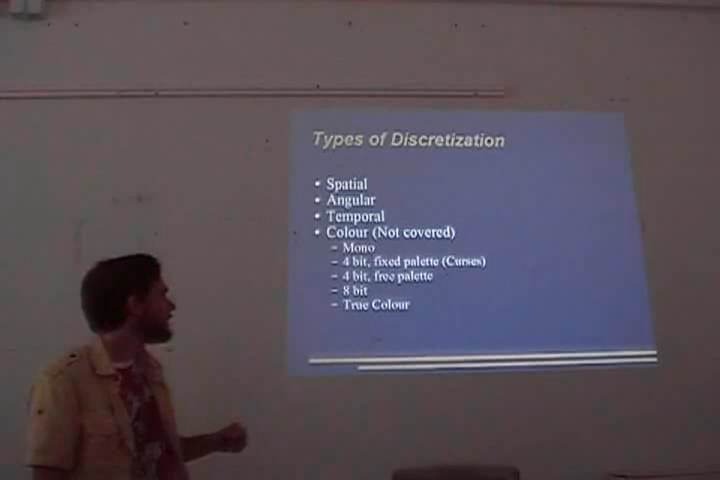 Types of Discretization
• Spatial
• Angular
• Temporal
• Colour (Not covered)
– Mono
– 4 bit, fixed palette (Curses)
– 4 bit, free palette
– 8 bit
– True Colour